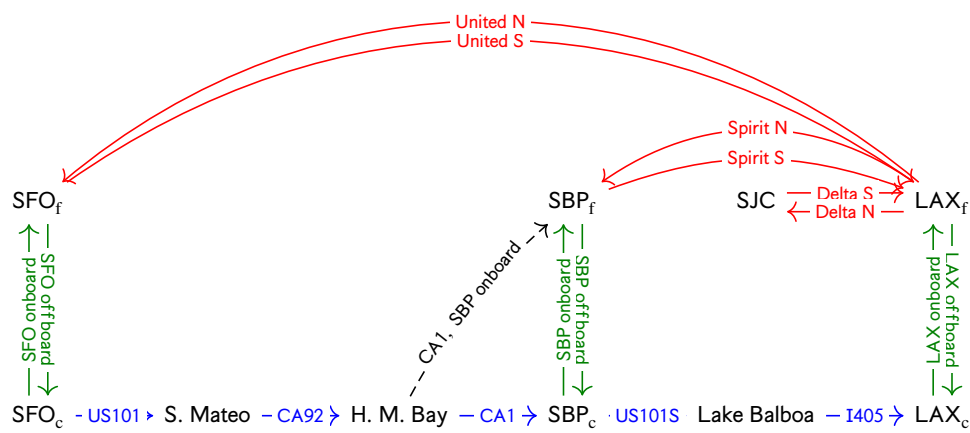 United N
United S
Spirit N
Spirit S
SFOf
SBPf
SJC
Delta S
LAXf
Delta N
SFO onboard
SFO offboard
CA1, SBP onboard
SBP onboard
SBP offboard
LAX onboard
LAX offboard
SFOc US101 S. Mateo CA92 H. M. Bay CA1 SBPc US101S Lake Balboa I405 LAXc